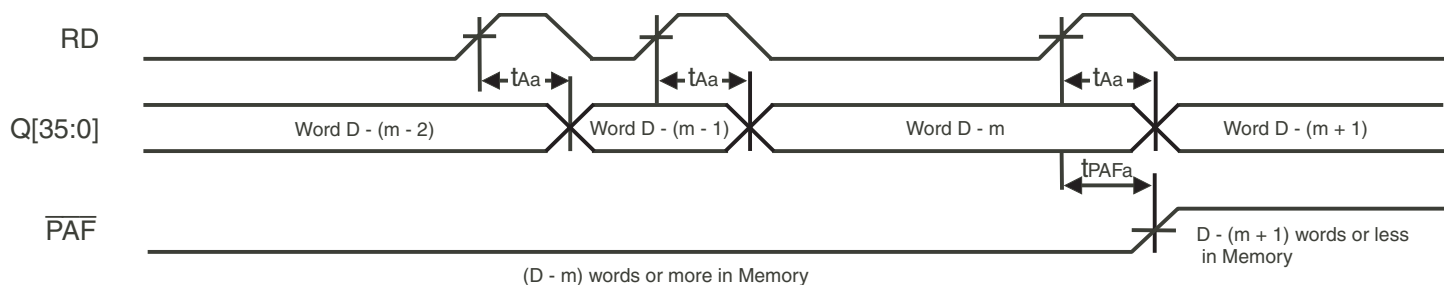 RD
tAa
tAa
tAa
Q[35:0]
Word D - (m - 2)
Word D - (m - 1)
Word D - m
Word D - (m + 1)
tPAFa
PAF
D - (m + 1) words or less
in Memory
(D - m) words or more in Memory